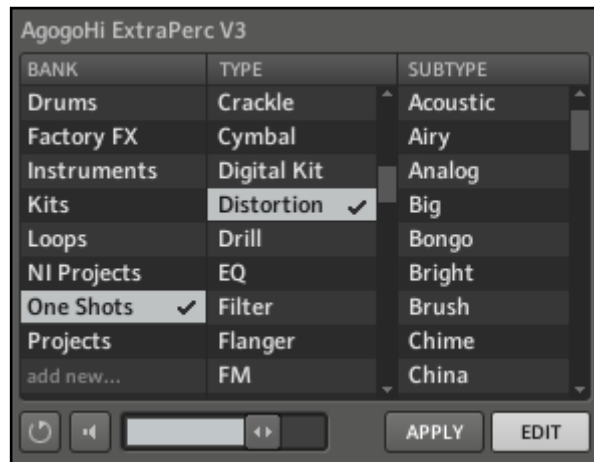 AgogoHi ExtraPerc V3
BANK TYPE SUBTYPE
Drums Crackle Acoustic
Factory FX Cymbal Airy
Instruments Digital Kit Analog
Kits Distortion Big
Loops Drill Bongo
NI Projects EQ Bright
One Shots Filter Brush
Projects Flanger Chime
add new... FM China
APPLY EDIT